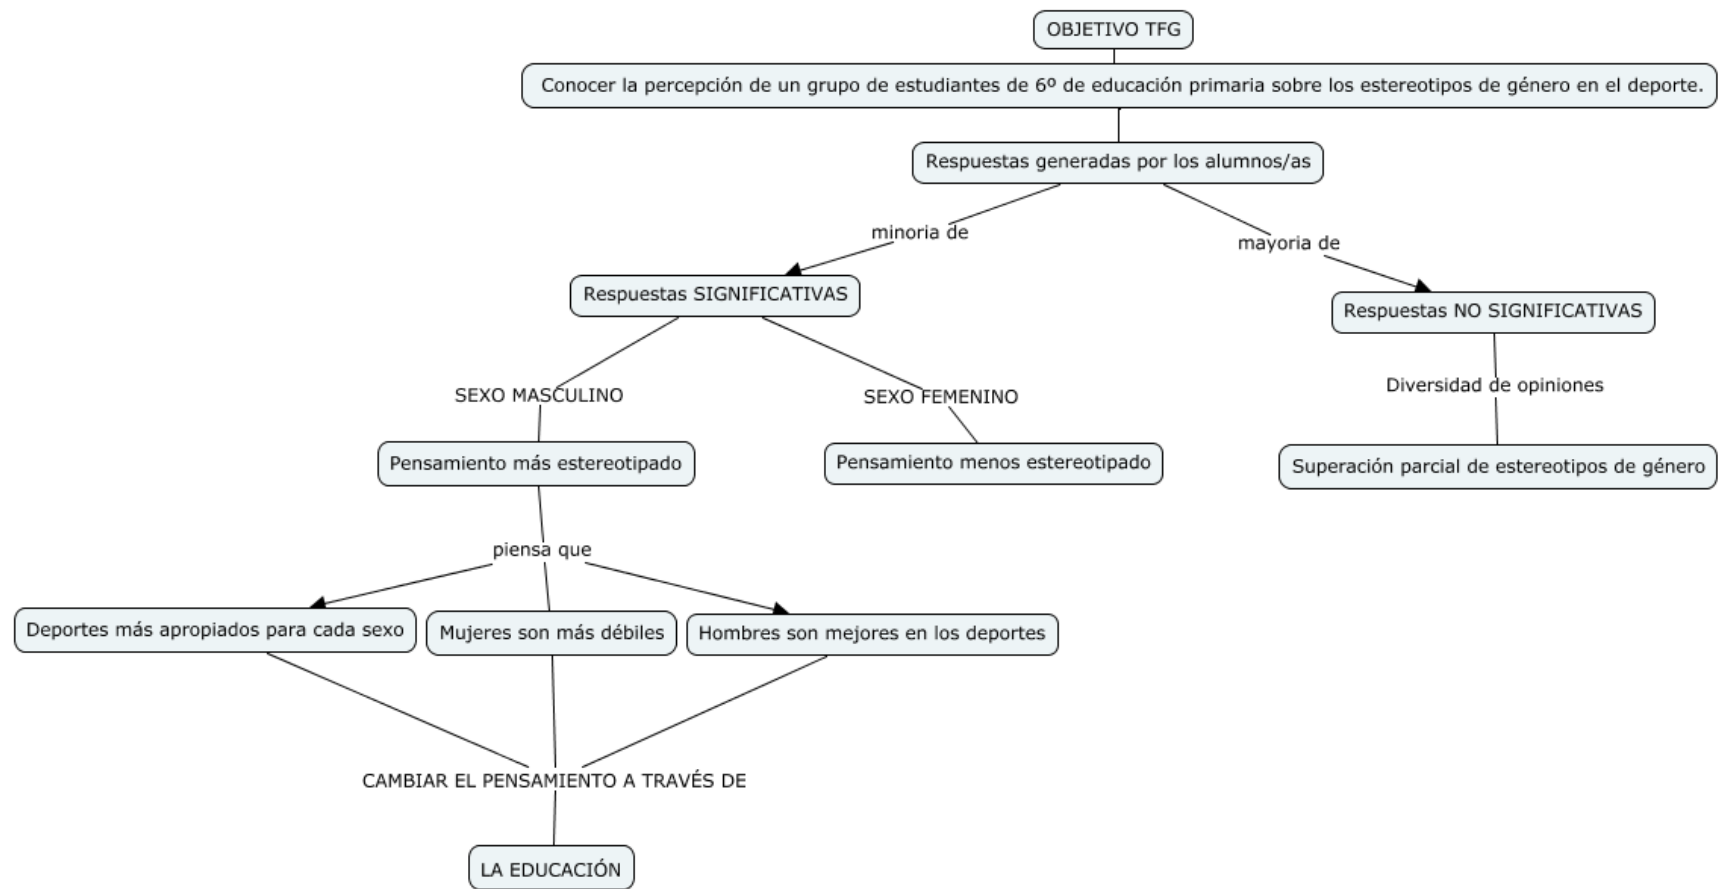 OBJETIVO TFG
Conocer la percepción de un grupo de estudiantes de 6º de educación primaria sobre los estereotipos de género en el deporte.
Respuestas generadas por los alumnos/as
minoria de
mayoria de
Respuestas SIGNIFICATIVAS
Respuestas NO SIGNIFICATIVAS
SEXO MASCULINO
SEXO FEMENINO
Diversidad de opiniones
Pensamiento más estereotipado
Pensamiento menos estereotipado
Superación parcial de estereotipos de género
piensa que
Deportes más apropiados para cada sexo
Mujeres son más débiles
Hombres son mejores en los deportes
CAMBIAR EL PENSAMIENTO A TRAVÉS DE
LA EDUCACIÓN